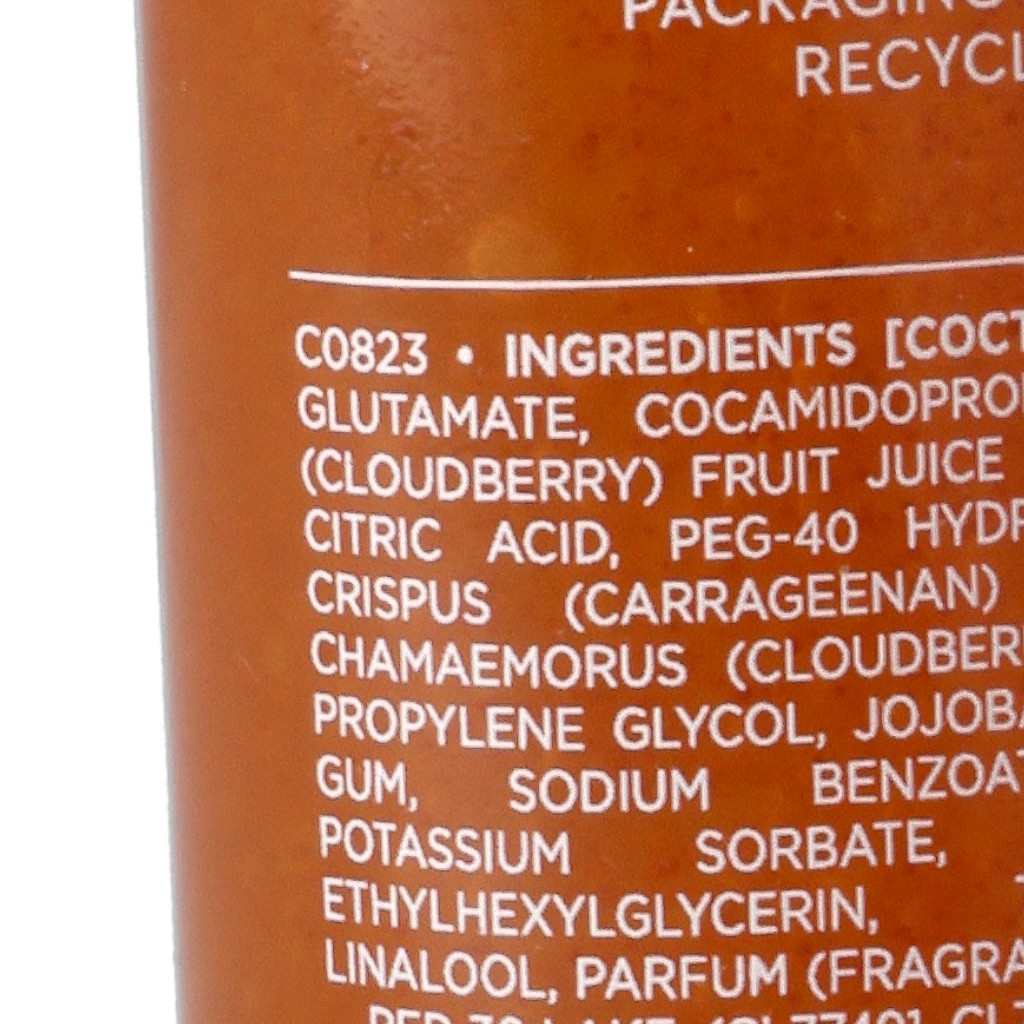 PACKAGING
RECYCL
C0823 • INGREDIENTS [COCT
GLUTAMATE, COCAMIDOPRO
(CLOUDBERRY) FRUIT JUICE
CITRIC ACID, PEG-40 HYDR
CRISPUS (CARRAGEENAN)
CHAMAEMORUS (CLOUDBER
PROPYLENE GLYCOL, JOJOBA
GUM, SODIUM BENZOAT
POTASSIUM SORBATE,
ETHYLHEXYLGLYCERIN,
LINALOOL, PARFUM (FRAGRA